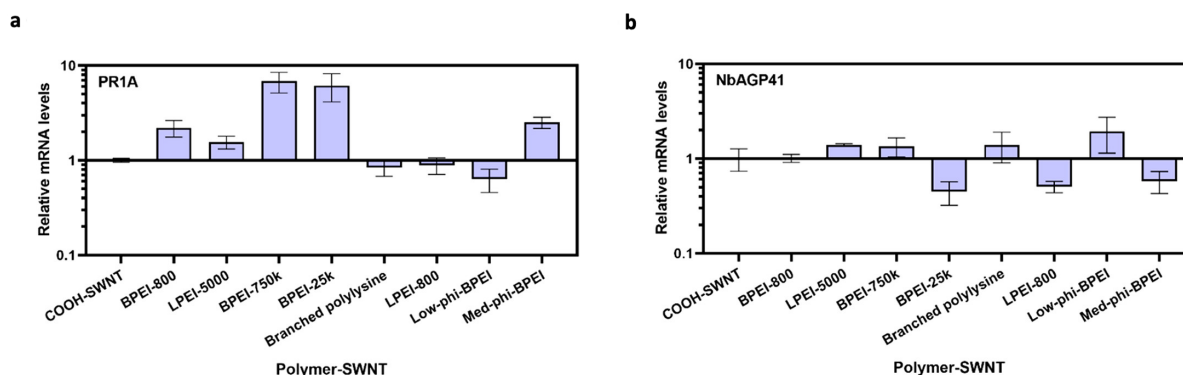 a
PR1A
Relative mRNA levels
10
1
0.1
COOH-SWNT
BPEI-800
LPEI-5000
BPEI-750k
BPEI-25k
Branched polylysine
LPEI-800
Low-phi-BPEI
Med-phi-BPEI
Polymer-SWNT
b
NbAGP41
Relative mRNA levels
10
1
0.1
COOH-SWNT
BPEI-800
LPEI-5000
BPEI-750k
BPEI-25k
Branched polylysine
LPEI-800
Low-phi-BPEI
Med-phi-BPEI
Polymer-SWNT